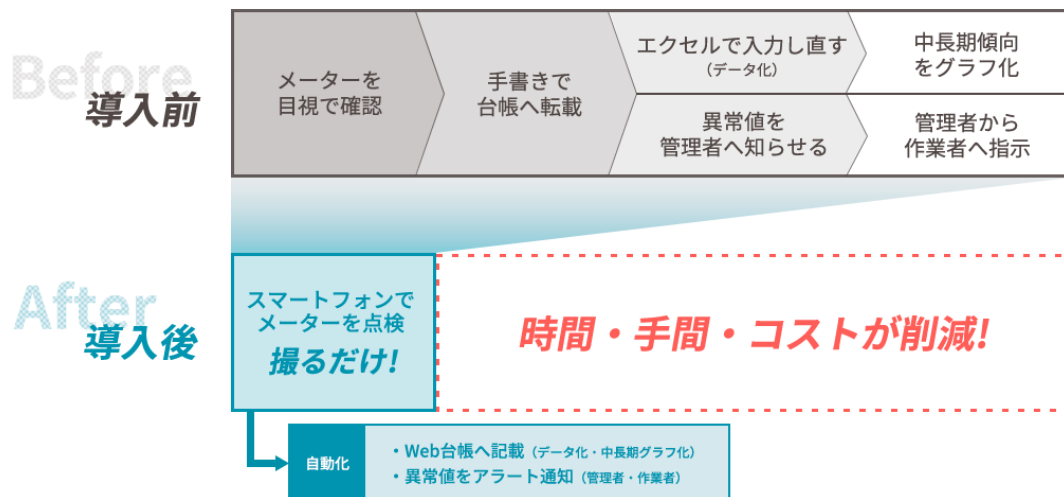 Before
導入前
メーターを
目視で確認
手書きで
台帳へ転載
エクセルで入力し直す
（データ化）
中長期傾向
をグラフ化
異常値を
管理者へ知らせる
管理者から
作業者へ指示
After
導入後
スマートフォンで
メーターを点検
撮るだけ!
時間・手間・コストが削減!
自動化
・Web台帳へ記載（データ化・中長期グラフ化）
・異常値をアラート通知（管理者・作業者）